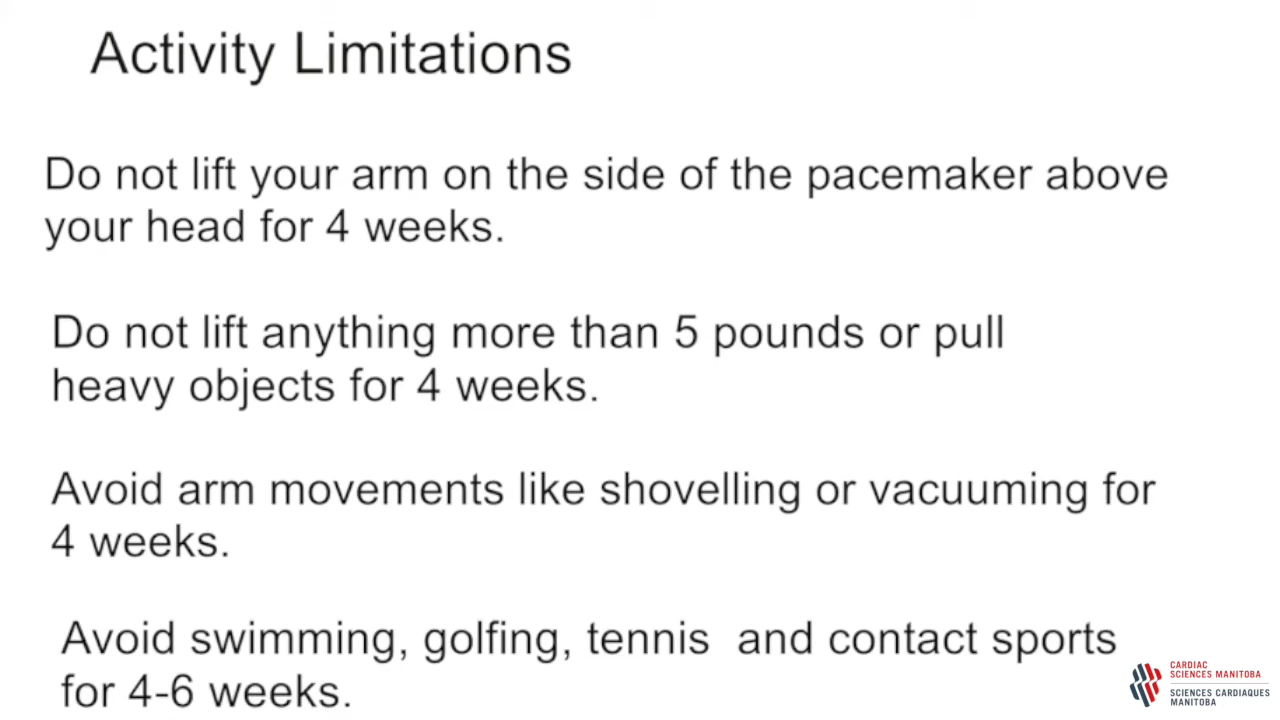 Activity Limitations
Do not lift your arm on the side of the pacemaker above
your head for 4 weeks.
Do not lift anything more than 5 pounds or pull
heavy objects for 4 weeks.
Avoid arm movements like shovelling or vacuuming for
4 weeks.
Avoid swimming, golfing, tennis  and contact sports
for 4-6 weeks.
CARDIAC
SCIENCES MANITOBA
SCIENCES CARDIAQUES
MANITOBA